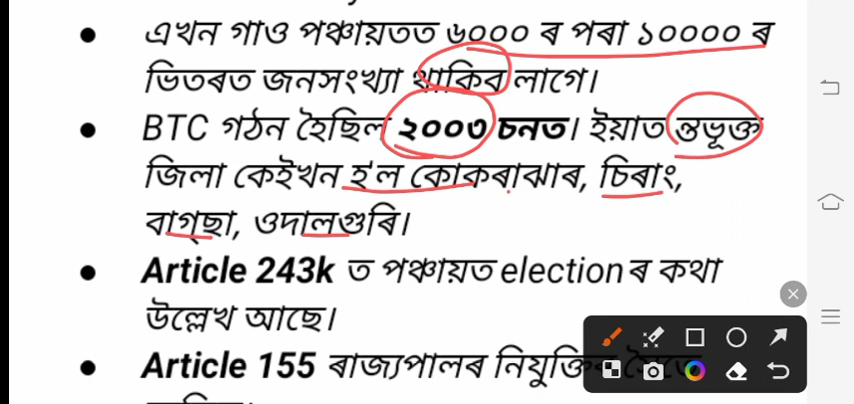 এখন গাও পঞ্চায়তত ৬০০০ ৰ পৰা ১০০০০ ৰ
ভিতৰত জনসংখ্যা থাকিব লাগে।
BTC গঠন হৈছিল ২০০৩ চনত। ইয়াত ন্তভূক্ত
জিলা কেইখন হ'ল কোকৰাঝাৰ, চিৰাং,
বাগ্ছা, ওদালগুৰি।
Article 243k ত পঞ্চায়ত election ৰ কথা
উল্লেখ আছে।
Article 155 ৰাজ্যপালৰ নিযুক্তিৰ